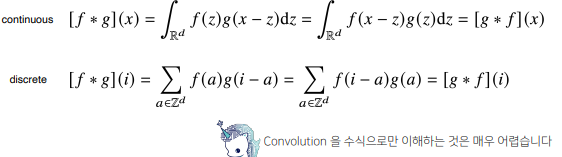 continuous [f * g](x) = ∫_{ℝ^d} f(z)g(x − z)dz = ∫_{ℝ^d} f(x − z)g(z)dz = [g * f](x)
discrete [f * g](i) = ∑_{a∈ℤ^d} f(a)g(i − a) = ∑_{a∈ℤ^d} f(i − a)g(a) = [g * f](i)
Convolution 을 수식으로만 이해하는 것은 매우 어렵습니다